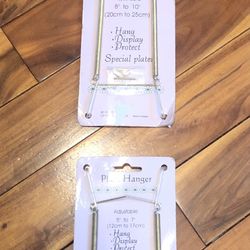 8" to 10"
(20cm to 25cm)
· Hang
· Display
· Protect
Special plates
Plate Hanger
Adjustable
5" to 7"
(12cm to 17cm)
· Hang
· Display
· Protect